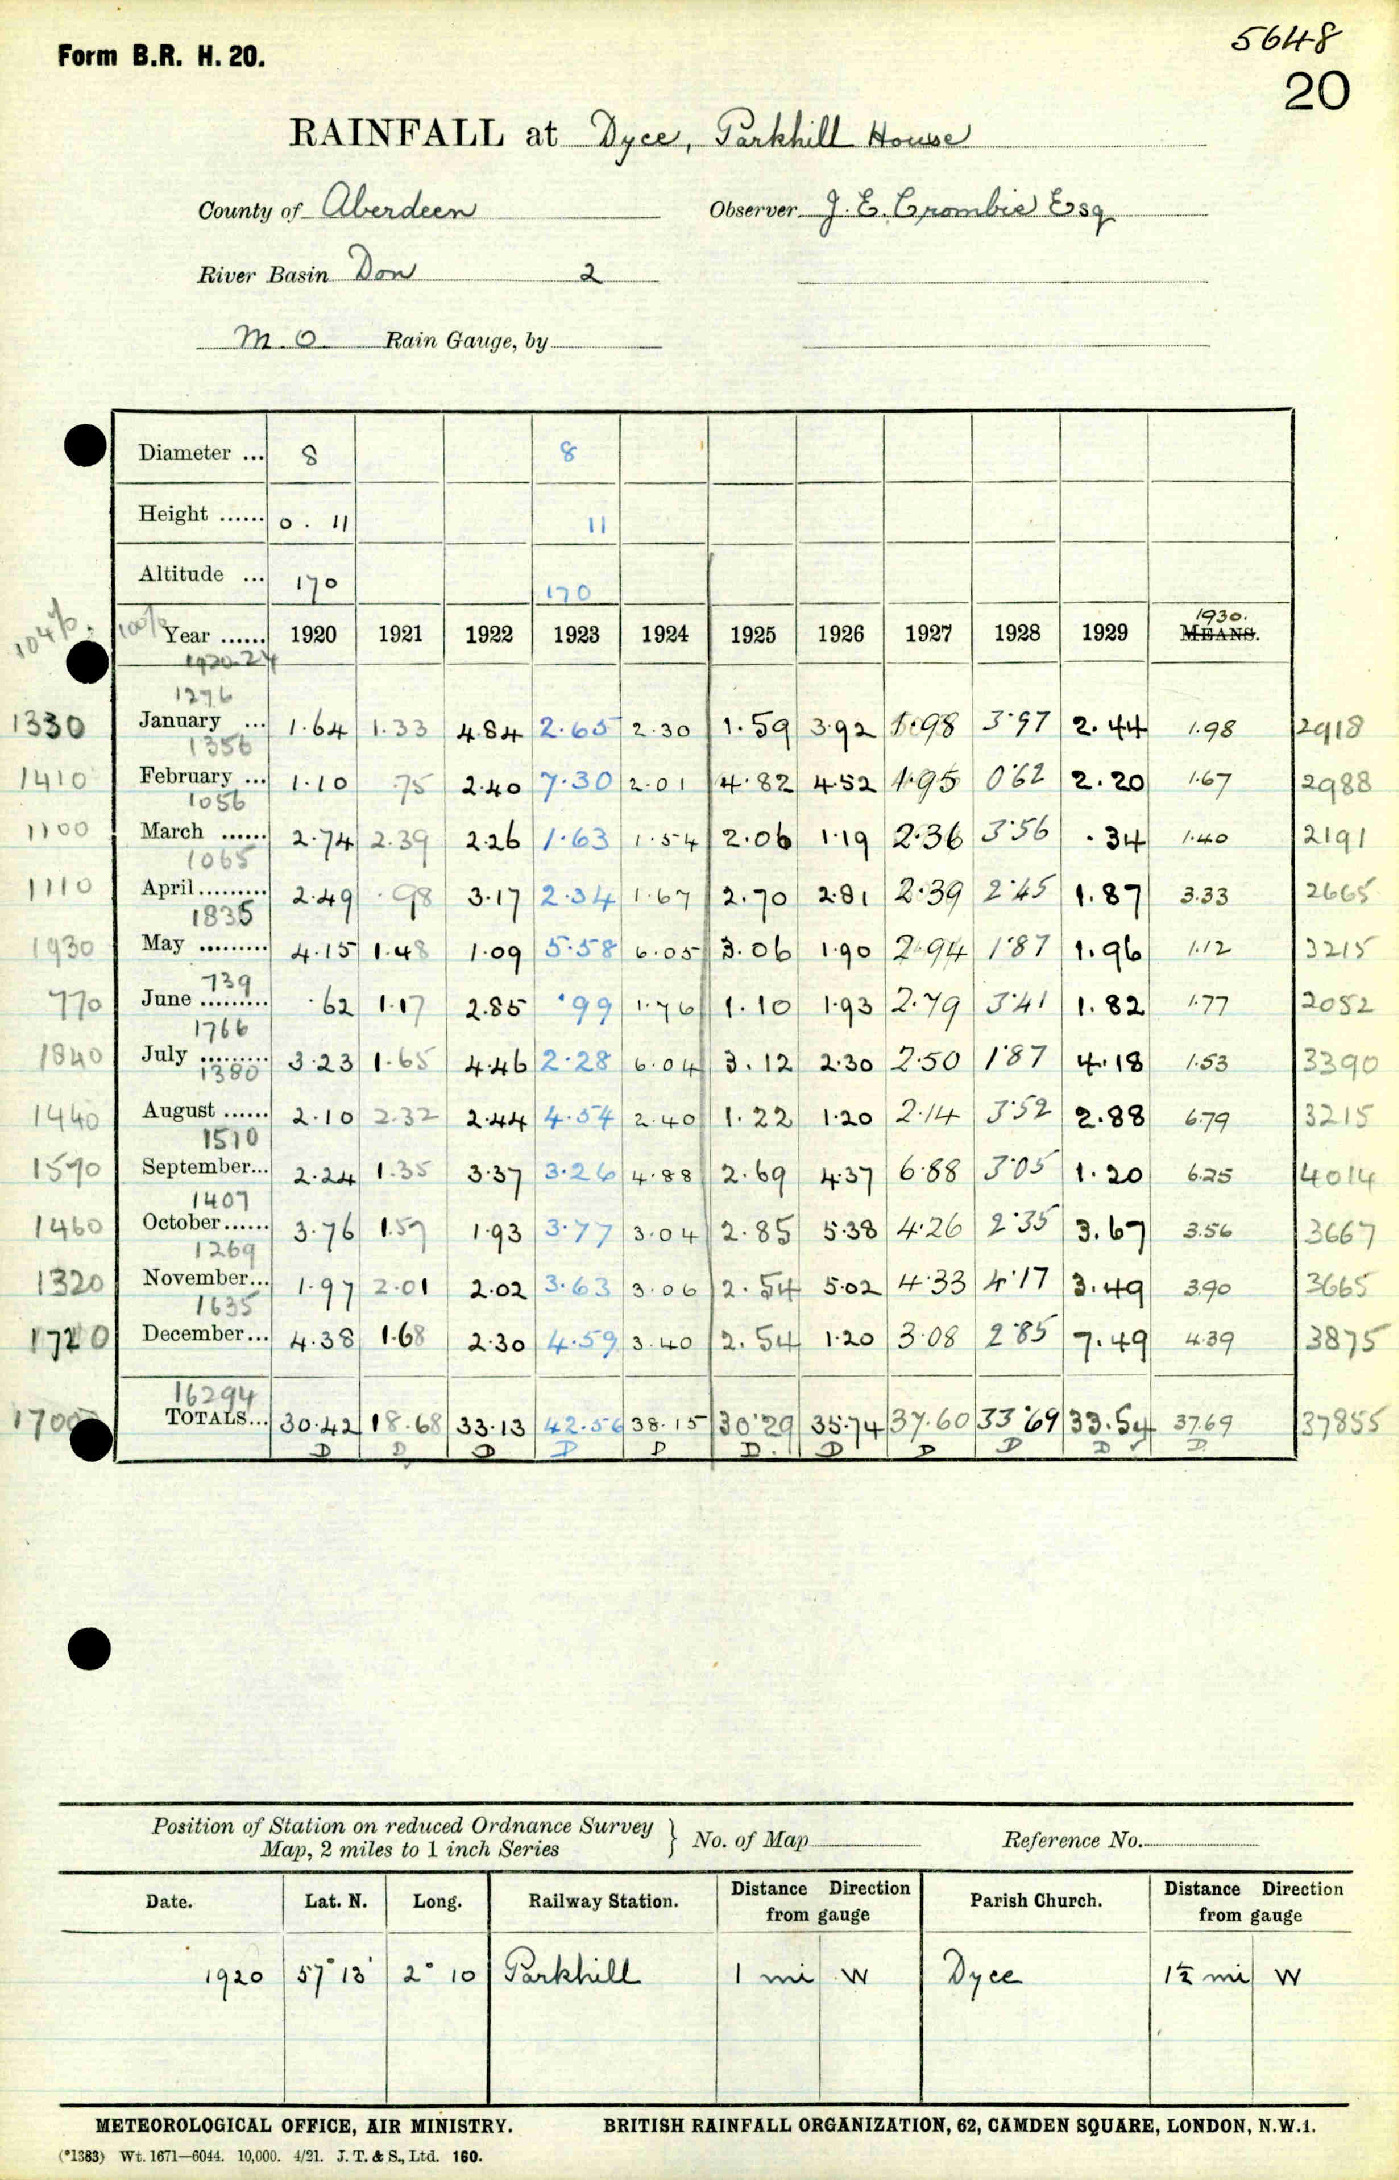 Form B.R. H. 20.
5648
20
RAINFALL at Dyce, Parkhill House
County of Aberdeen Observer J. E. Crombie Esq
River Basin Don 2
M. O. Rain Gauge, by
Diameter ... 8 8
Height ...... 0. 11 11
Altitude ... 170 170
104%. 100% Year ...... 1920 1921 1922 1923 1924 1925 1926 1927 1928 1929 1930. MEANS.
1920-24
1276
1330 January ... 1.64 1.33 4.84 2.65 2.30 1.59 3.92 1.98 3.97 2.44 1.98 2918
1356
1410 February ... 1.10 .75 2.40 7.30 2.01 4.82 4.52 1.95 0.62 2.20 1.67 2988
1056
1100 March ...... 2.74 2.39 2.26 1.63 1.54 2.06 1.19 2.36 3.56 .34 1.40 2191
1065
1110 April ......... 2.49 .98 3.17 2.34 1.67 2.70 2.81 2.39 2.45 1.87 3.33 2665
1835
1930 May ......... 4.15 1.48 1.09 5.58 6.05 3.06 1.90 2.94 1.87 1.96 1.12 3215
739
770 June ......... .62 1.17 2.85 .99 1.76 1.10 1.93 2.79 3.41 1.82 1.77 2052
1766
1840 July ......... 3.23 1.65 4.46 2.28 6.04 3.12 2.30 2.50 1.87 4.18 1.53 3390
1380
1440 August ...... 2.10 2.32 2.44 4.54 2.40 1.22 1.20 2.14 3.52 2.88 6.79 3215
1510
1570 September... 2.24 1.35 3.37 3.26 4.88 2.69 4.37 6.88 3.05 1.20 6.25 4014
1407
1460 October ...... 3.76 1.57 1.93 3.77 3.04 2.85 5.38 4.26 2.35 3.67 3.56 3667
1269
1320 November... 1.97 2.01 2.02 3.63 3.06 2.54 5.02 4.33 4.17 3.49 3.90 3665
1635
1720 December... 4.38 1.68 2.30 4.59 3.40 2.54 1.20 3.08 2.85 7.49 4.39 3875
16294
1700 TOTALS... 30.42 18.68 33.13 42.56 38.15 30.29 35.74 37.60 33.69 33.54 37.69 37855
D D D D D D. D D D D D
Position of Station on reduced Ordnance Survey
Map, 2 miles to 1 inch Series } No. of Map Reference No.
Date. Lat. N. Long. Railway Station. Distance Direction from gauge Parish Church. Distance Direction from gauge
1920 57° 13' 2° 10 Parkhill 1 mi W Dyce 1½ mi W
METEOROLOGICAL OFFICE, AIR MINISTRY. BRITISH RAINFALL ORGANIZATION, 62, CAMDEN SQUARE, LONDON, N.W.1.
(*1383) Wt. 1671—6044. 10,000. 4/21. J. T. & S., Ltd. 160.